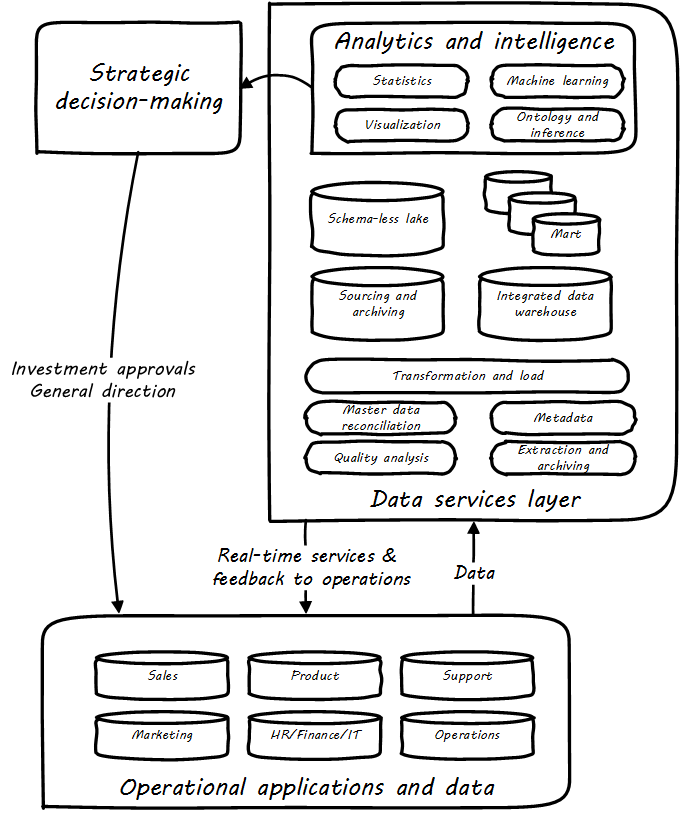 Strategic
decision-making
Analytics and intelligence
Statistics
Machine learning
Visualization
Ontology and
inference
Schema-less lake
Mart
Sourcing and
archiving
Integrated data
warehouse
Transformation and load
Master data
reconciliation
Metadata
Quality analysis
Extraction and
archiving
Data services layer
Investment approvals
General direction
Real-time services &
feedback to operations
Data
Sales
Product
Support
Marketing
HR/Finance/IT
Operations
Operational applications and data